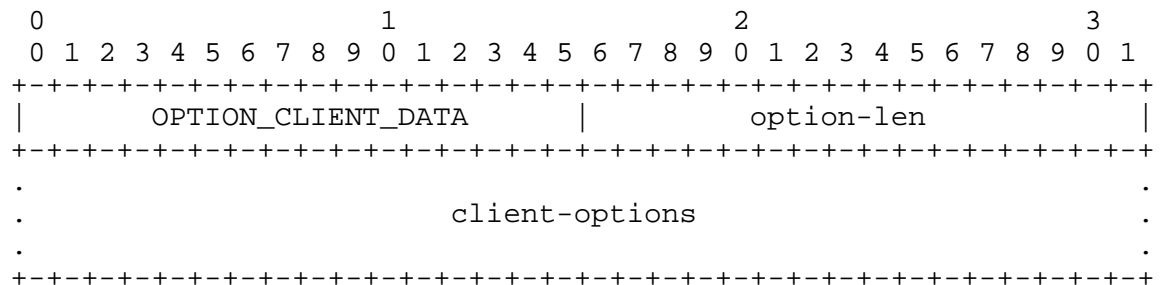 0                   1                   2                   3
 0 1 2 3 4 5 6 7 8 9 0 1 2 3 4 5 6 7 8 9 0 1 2 3 4 5 6 7 8 9 0 1
+-+-+-+-+-+-+-+-+-+-+-+-+-+-+-+-+-+-+-+-+-+-+-+-+-+-+-+-+-+-+-+-+
|       OPTION_CLIENT_DATA      |         option-len            |
+-+-+-+-+-+-+-+-+-+-+-+-+-+-+-+-+-+-+-+-+-+-+-+-+-+-+-+-+-+-+-+-+
.                                                               .
.                        client-options                         .
.                                                               .
+-+-+-+-+-+-+-+-+-+-+-+-+-+-+-+-+-+-+-+-+-+-+-+-+-+-+-+-+-+-+-+-+